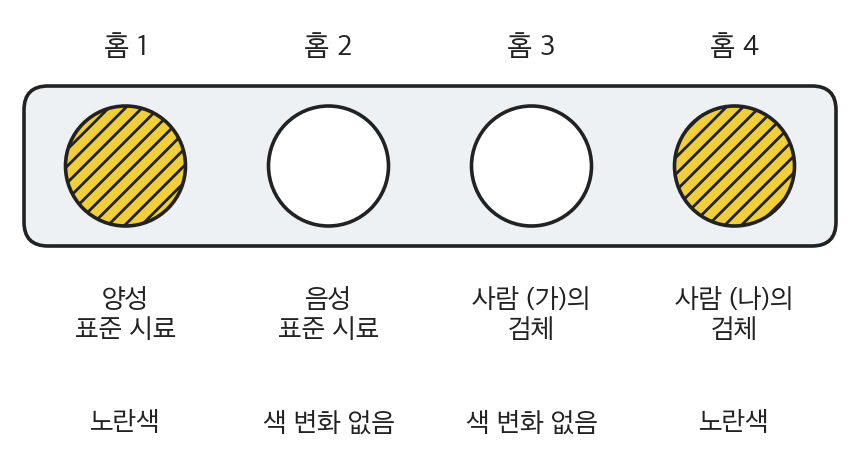 홈 1
홈 2
홈 3
홈 4
양성
표준 시료
음성
표준 시료
사람 (가)의
검체
사람 (나)의
검체
노란색
색 변화 없음
색 변화 없음
노란색